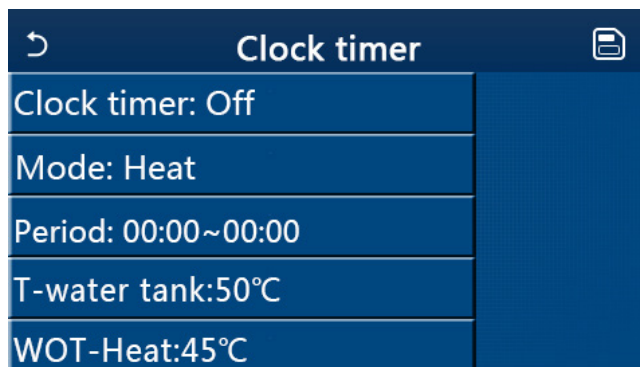 Clock timer
Clock timer: Off
Mode: Heat
Period: 00:00~00:00
T-water tank:50℃
WOT-Heat:45℃